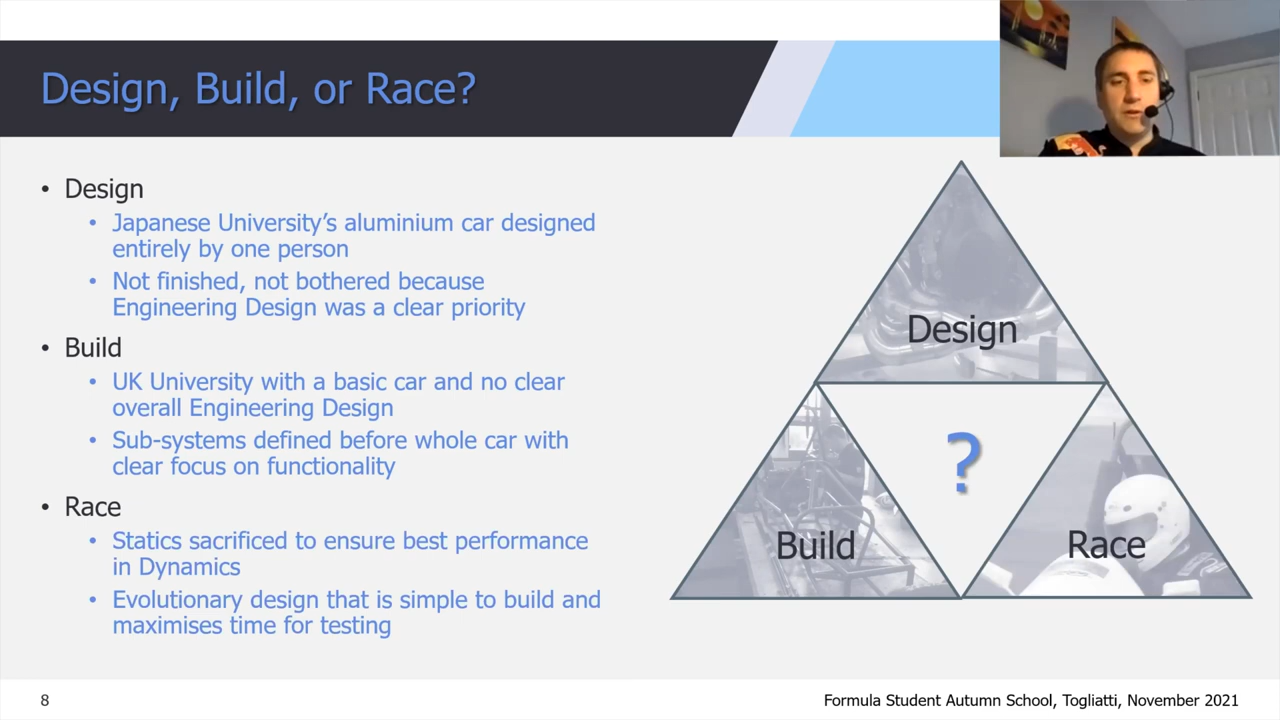 Design, Build, or Race?
• Design
• Japanese University’s aluminium car designed
entirely by one person
• Not finished, not bothered because
Engineering Design was a clear priority
• Build
• UK University with a basic car and no clear
overall Engineering Design
• Sub-systems defined before whole car with
clear focus on functionality
• Race
• Statics sacrificed to ensure best performance
in Dynamics
• Evolutionary design that is simple to build and
maximises time for testing
Design
?
Build
Race
8
Formula Student Autumn School, Togliatti, November 2021